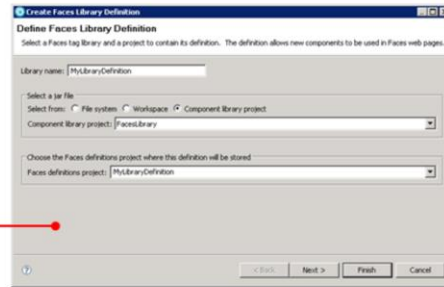 Create Faces Library Definition
Define Faces Library Definition
Select a Faces tag library and a project to contain its definition. The definition allows new components to be used in Faces web pages.
Library name: MyLibraryDefinition
Select a jar file
Select from: File system Workspace Component library project
Component library project: FacesLibrary
Choose the Faces definitions project where this definition will be stored
Faces definitions project: MyLibraryDefinition
< Back Next > Finish Cancel